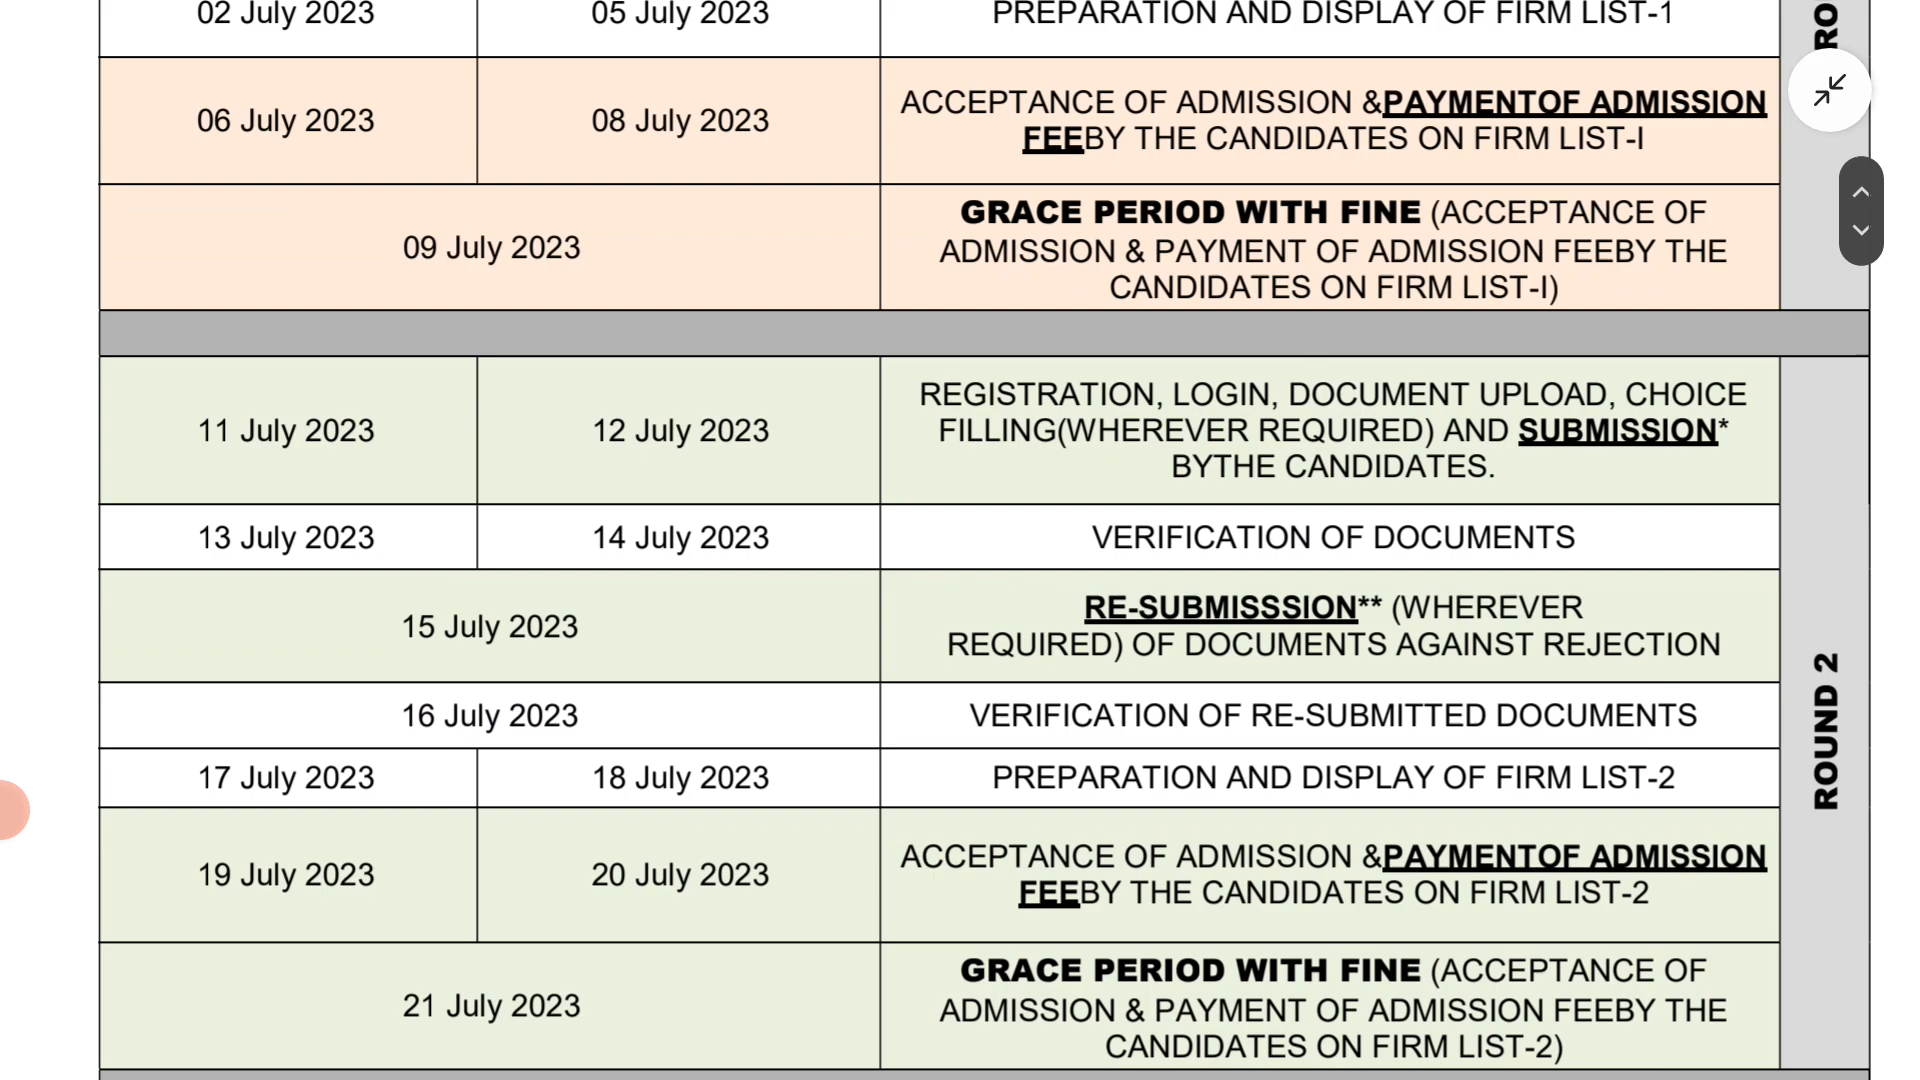 02 July 2023
05 July 2023
PREPARATION AND DISPLAY OF FIRM LIST-1
RO
06 July 2023
08 July 2023
ACCEPTANCE OF ADMISSION &PAYMENTOF ADMISSION
FEEBY THE CANDIDATES ON FIRM LIST-I
09 July 2023
GRACE PERIOD WITH FINE (ACCEPTANCE OF
ADMISSION & PAYMENT OF ADMISSION FEEBY THE
CANDIDATES ON FIRM LIST-I)
11 July 2023
12 July 2023
REGISTRATION, LOGIN, DOCUMENT UPLOAD, CHOICE
FILLING(WHEREVER REQUIRED) AND SUBMISSION*
BYTHE CANDIDATES.
13 July 2023
14 July 2023
VERIFICATION OF DOCUMENTS
15 July 2023
RE-SUBMISSSION** (WHEREVER
REQUIRED) OF DOCUMENTS AGAINST REJECTION
16 July 2023
VERIFICATION OF RE-SUBMITTED DOCUMENTS
17 July 2023
18 July 2023
PREPARATION AND DISPLAY OF FIRM LIST-2
19 July 2023
20 July 2023
ACCEPTANCE OF ADMISSION &PAYMENTOF ADMISSION
FEEBY THE CANDIDATES ON FIRM LIST-2
21 July 2023
GRACE PERIOD WITH FINE (ACCEPTANCE OF
ADMISSION & PAYMENT OF ADMISSION FEEBY THE
CANDIDATES ON FIRM LIST-2)
ROUND 2